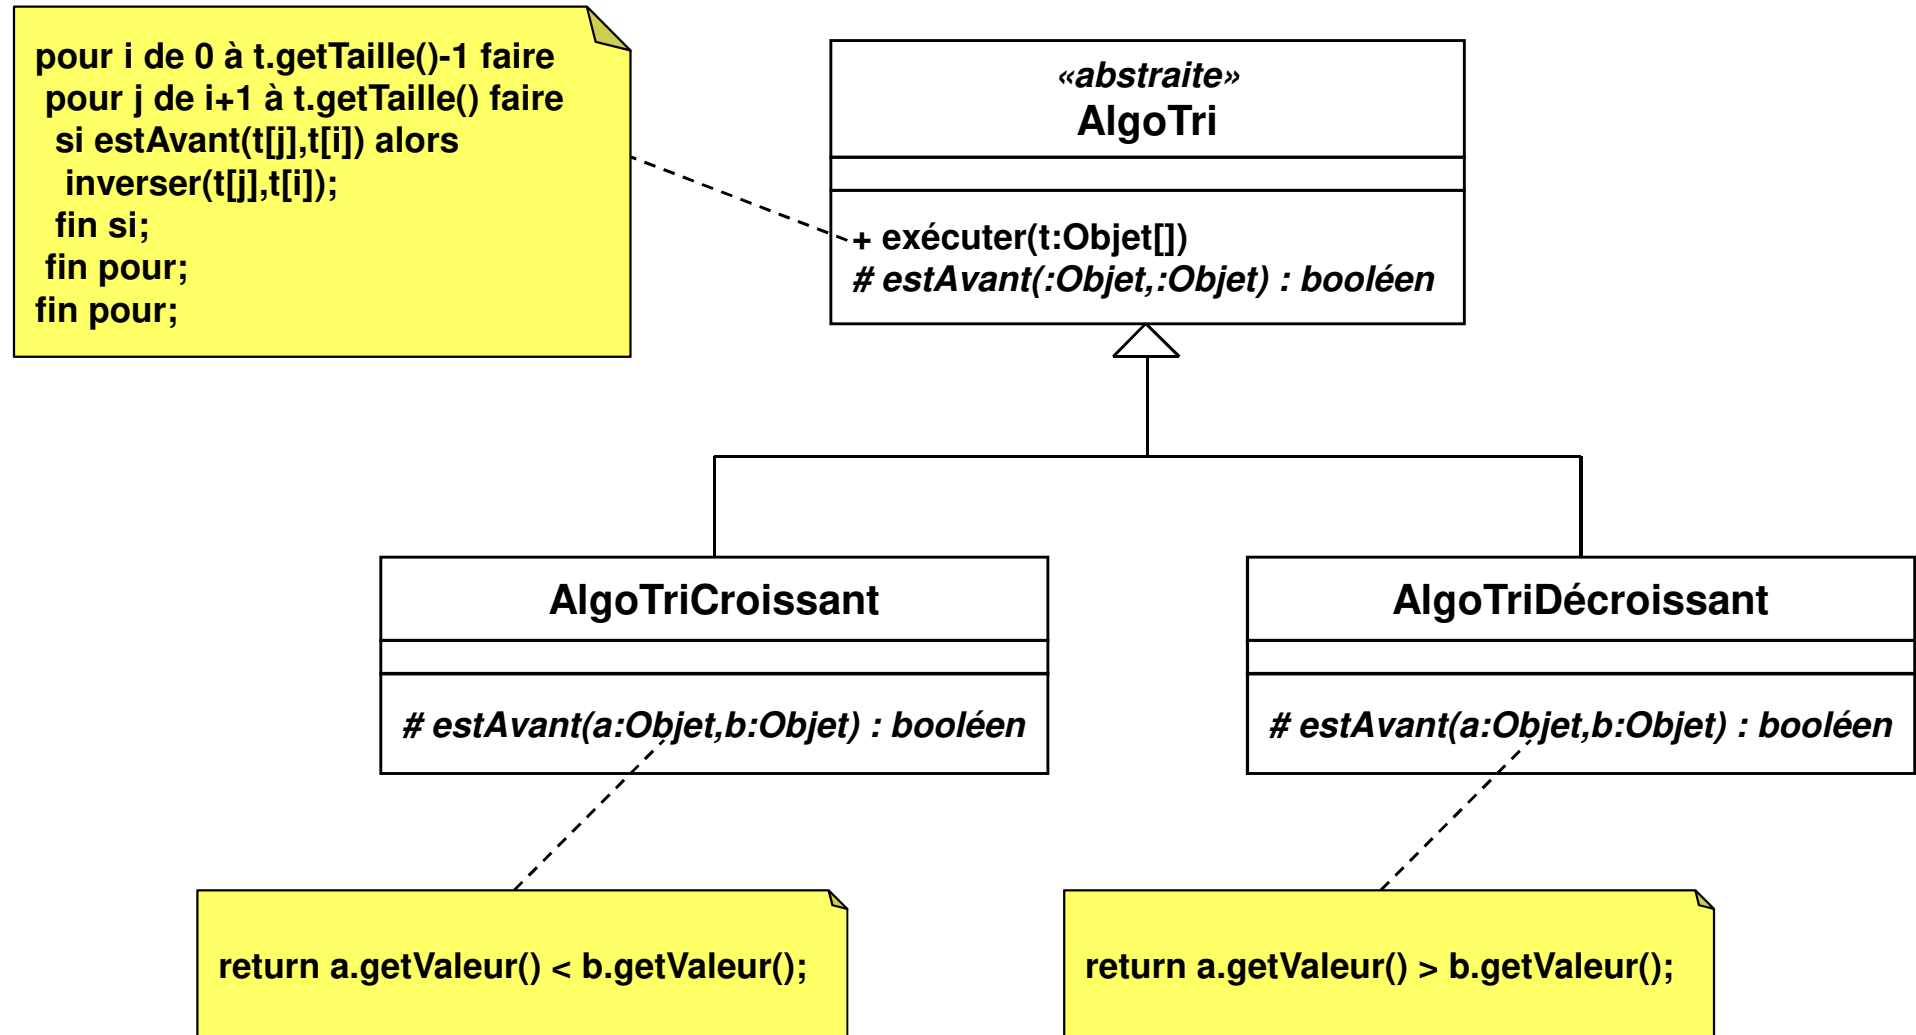 pour i de 0 à t.getTaille()-1 faire
pour j de i+1 à t.getTaille() faire
si estAvant(t[j],t[i]) alors
inverser(t[j],t[i]);
fin si;
fin pour;
fin pour;
«abstraite»
AlgoTri
+ exécuter(t:Objet[])
# estAvant(:Objet,:Objet) : booléen
AlgoTriCroissant
# estAvant(a:Objet,b:Objet) : booléen
AlgoTriDécroissant
# estAvant(a:Objet,b:Objet) : booléen
return a.getValeur() < b.getValeur();
return a.getValeur() > b.getValeur();